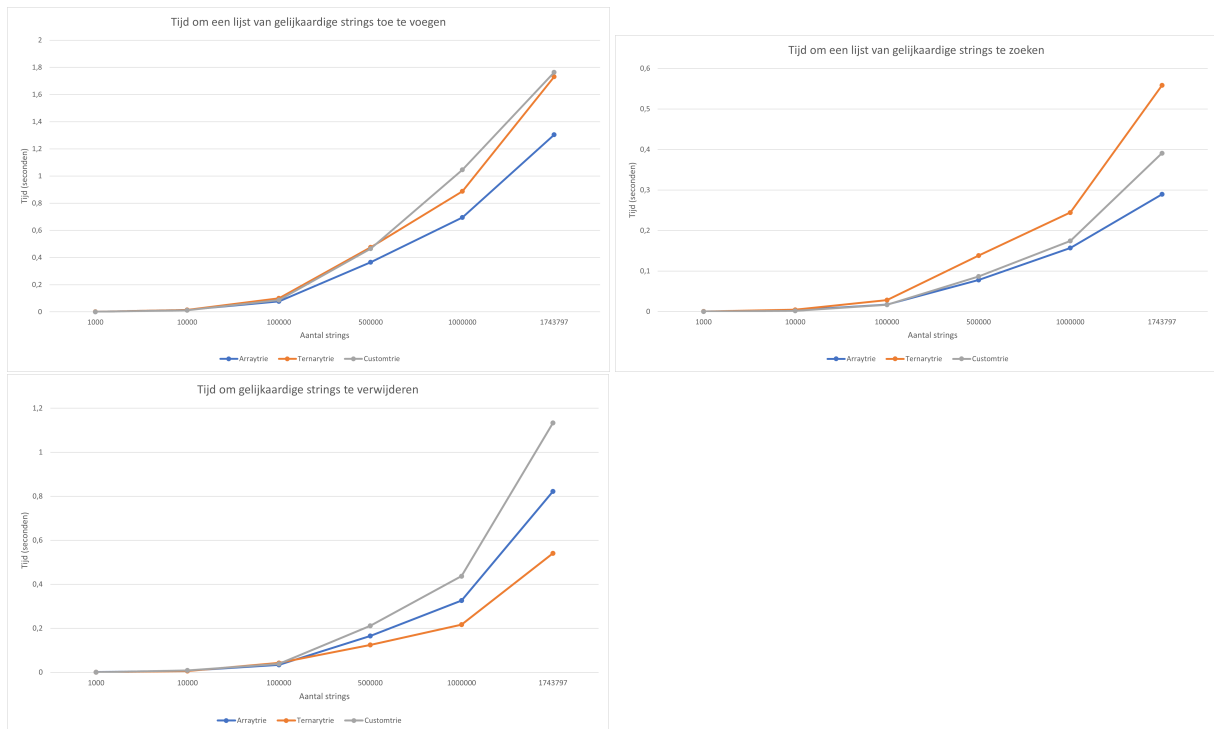 Tijd om een lijst van gelijkaardige strings toe te voegen
2
1,8
1,6
1,4
1,2
1
0,8
0,6
0,4
0,2
0
Tijd (seconden)
1000 10000 100000 500000 1000000 1743797
Aantal strings
Arraytrie Ternarytrie Customtrie
Tijd om een lijst van gelijkaardige strings te zoeken
0,6
0,5
0,4
0,3
0,2
0,1
0
Tijd (seconden)
1000 10000 100000 500000 1000000 1743797
Aantal strings
Arraytrie Ternarytrie Customtrie
Tijd om gelijkaardige strings te verwijderen
1,2
1
0,8
0,6
0,4
0,2
0
Tijd (seconden)
1000 10000 100000 500000 1000000 1743797
Aantal strings
Arraytrie Ternarytrie Customtrie